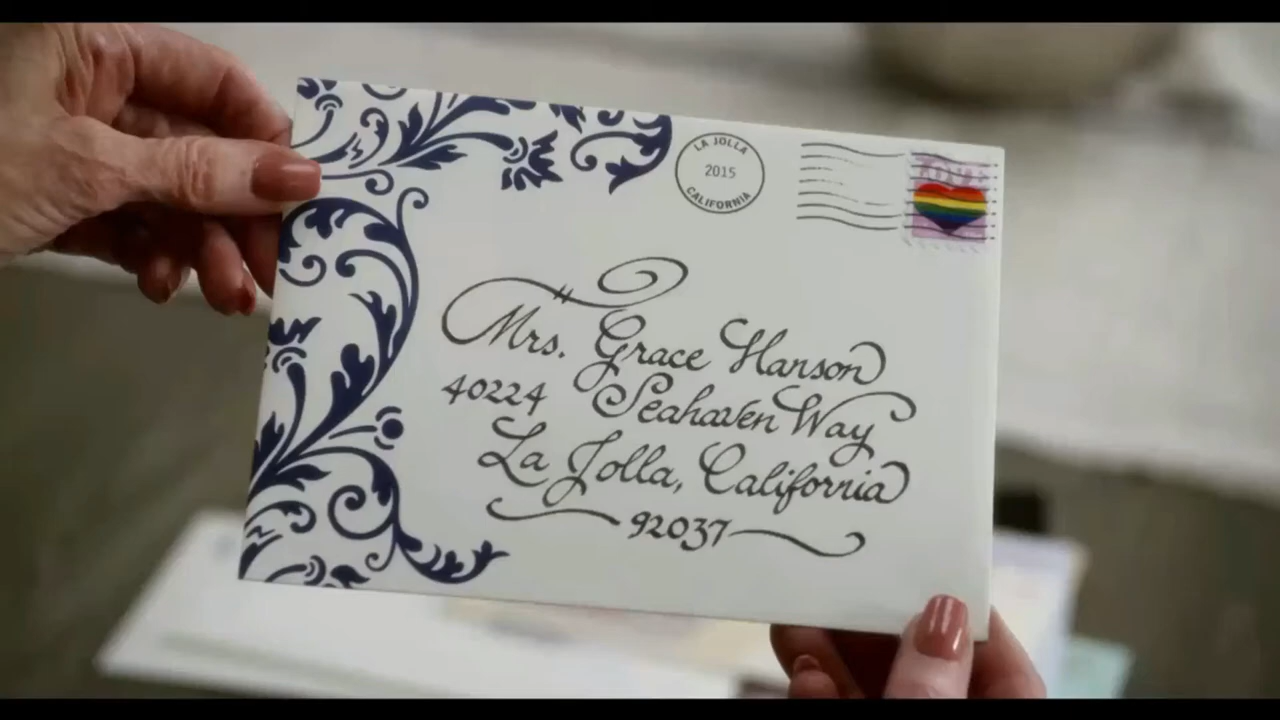 LA JOLLA
2015
CALIFORNIA
Mrs. Grace Hanson
40224 Seahaven Way
La Jolla, California
92037